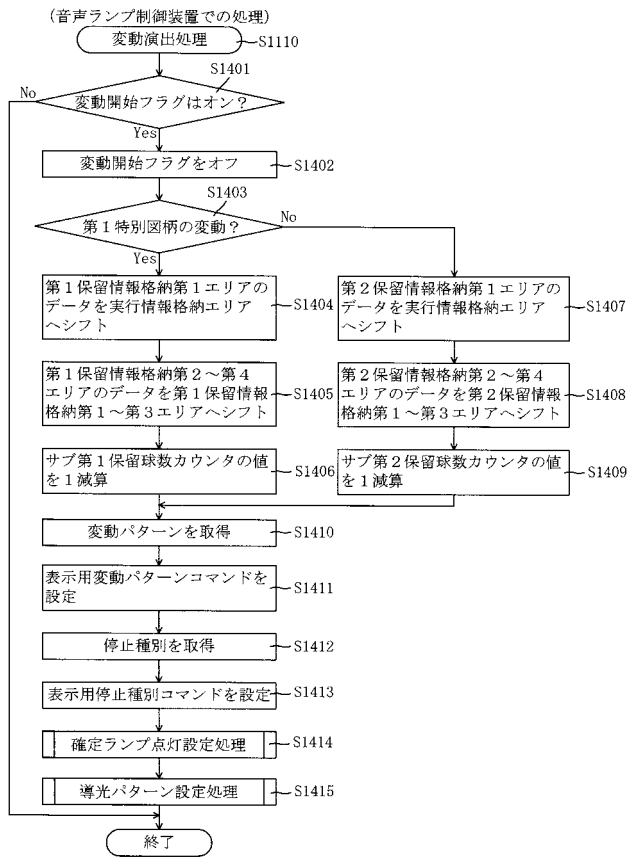 (音声ランプ制御装置での処理)
変動演出処理
S1110
S1401
No
変動開始フラグはオン？
Yes
変動開始フラグをオフ
S1402
S1403
第１特別図柄の変動？
No
Yes
第１保留情報格納第１エリアの
データを実行情報格納エリア
へシフト
S1404
第２保留情報格納第１エリアの
データを実行情報格納エリア
へシフト
S1407
第１保留情報格納第２～第４
エリアのデータを第１保留情報
格納第１～第３エリアへシフト
S1405
第２保留情報格納第２～第４
エリアのデータを第２保留情報
格納第１～第３エリアへシフト
S1408
サブ第１保留球数カウンタの値
を１減算
S1406
サブ第２保留球数カウンタの値
を１減算
S1409
変動パターンを取得
S1410
表示用変動パターンコマンドを
設定
S1411
停止種別を取得
S1412
表示用停止種別コマンドを設定
S1413
確定ランプ点灯設定処理
S1414
導光パターン設定処理
S1415
終了